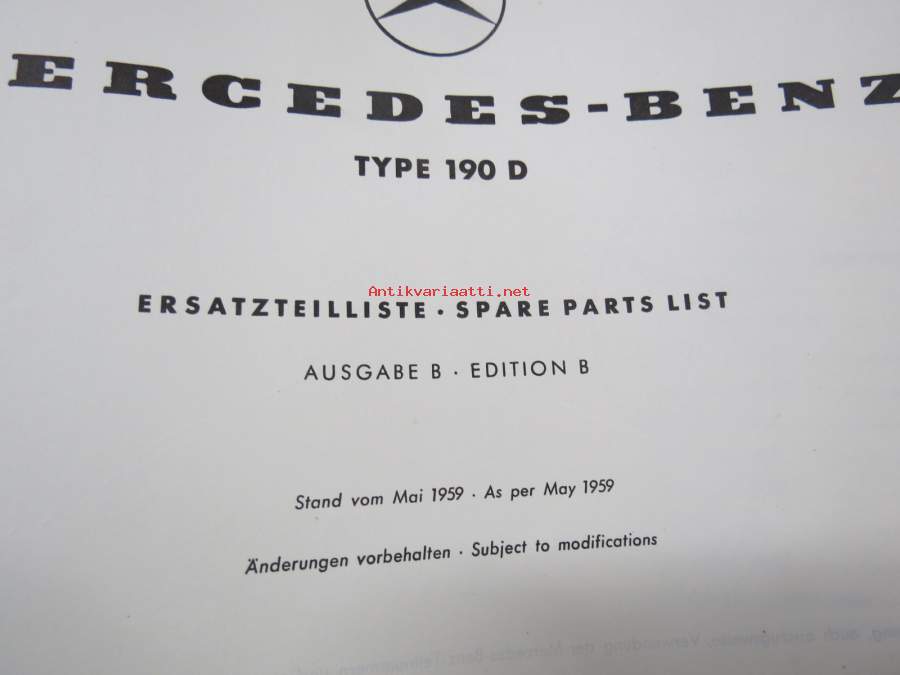 ERCEDES-BENZ
TYPE 190 D
Antikvariaatti.net
ERSATZTEILLISTE · SPARE PARTS LIST
AUSGABE B · EDITION B
Stand vom Mai 1959 · As per May 1959
Änderungen vorbehalten · Subject to modifications